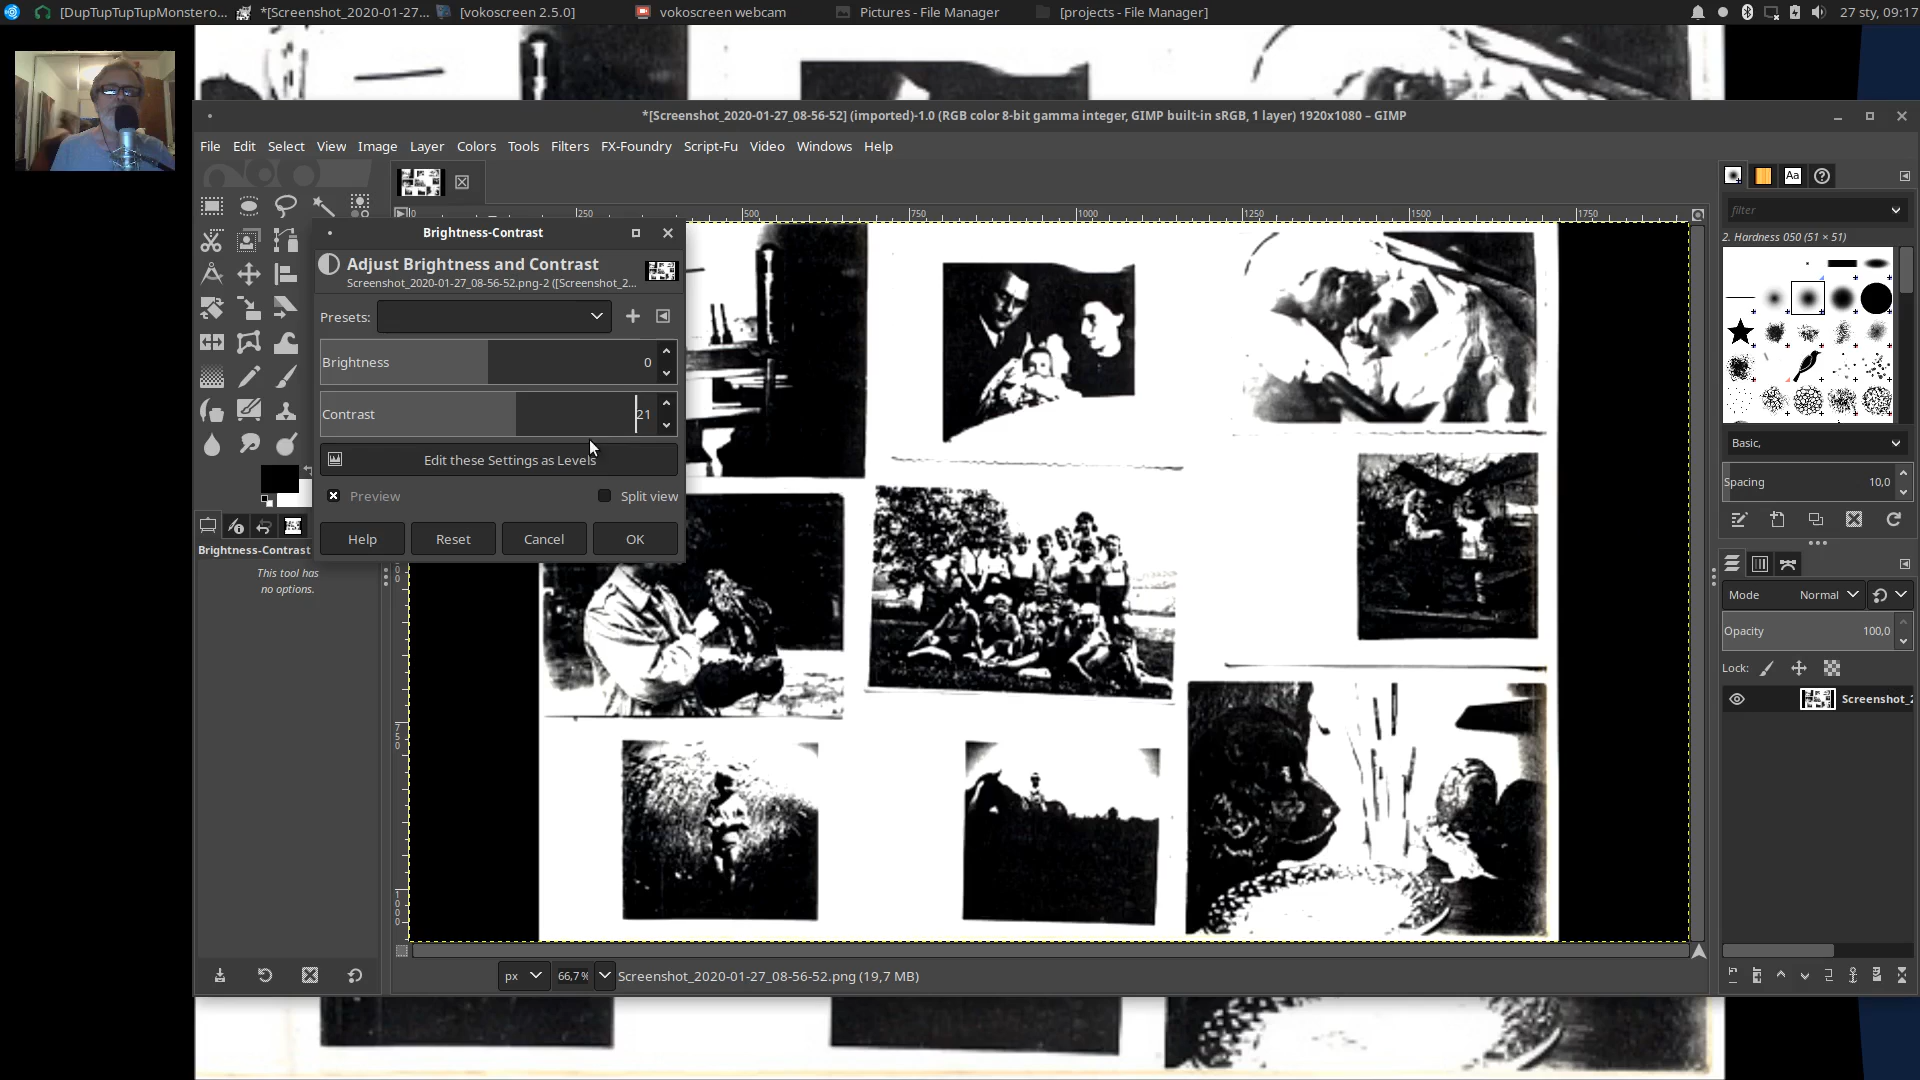 [DupTupTupTupMonstero...
*[Screenshot_2020-01-27...
[vokoscreen 2.5.0]
vokoscreen webcam
Pictures - File Manager
[projects - File Manager]
27 sty, 09:17
*[Screenshot_2020-01-27_08-56-52] (imported)-1.0 (RGB color 8-bit gamma integer, GIMP built-in sRGB, 1 layer) 1920x1080 – GIMP
File Edit Select View Image Layer Colors Tools Filters FX-Foundry Script-Fu Video Windows Help
0 250 500 750 1000 1250 1500 1750
Brightness-Contrast
Adjust Brightness and Contrast
Screenshot_2020-01-27_08-56-52.png-2 ([Screenshot_2...
Presets:
Brightness 0
Contrast 21
Edit these Settings as Levels
Preview
Split view
Help Reset Cancel OK
Brightness-Contrast
This tool has
no options.
750
1000
px
66,7%
Screenshot_2020-01-27_08-56-52.png (19,7 MB)
Aa
filter
2. Hardness 050 (51 × 51)
Basic,
Spacing 10,0
Mode Normal
Opacity 100,0
Lock:
Screenshot_2